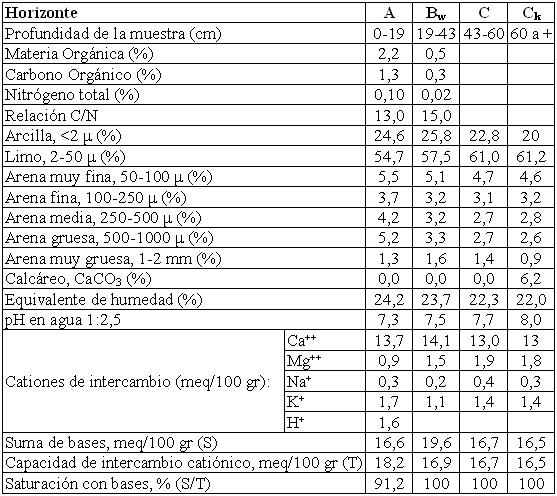 Horizonte A Bw C Ck
Profundidad de la muestra (cm) 0-19 19-43 43-60 60 a +
Materia Orgánica (%) 2,2 0,5
Carbono Orgánico (%) 1,3 0,3
Nitrógeno total (%) 0,10 0,02
Relación C/N 13,0 15,0
Arcilla, <2 µ (%) 24,6 25,8 22,8 20
Limo, 2-50 µ (%) 54,7 57,5 61,0 61,2
Arena muy fina, 50-100 µ (%) 5,5 5,1 4,7 4,6
Arena fina, 100-250 µ (%) 3,7 3,2 3,1 3,2
Arena media, 250-500 µ (%) 4,2 3,2 2,7 2,8
Arena gruesa, 500-1000 µ (%) 5,2 3,3 2,7 2,6
Arena muy gruesa, 1-2 mm (%) 1,3 1,6 1,4 0,9
Calcáreo, CaCO3 (%) 0,0 0,0 0,0 6,2
Equivalente de humedad (%) 24,2 23,7 22,3 22,0
pH en agua 1:2,5 7,3 7,5 7,7 8,0
Cationes de intercambio (meq/100 gr):
Ca++ 13,7 14,1 13,0 13
Mg++ 0,9 1,5 1,9 1,8
Na+ 0,3 0,2 0,4 0,3
K+ 1,7 1,1 1,4 1,4
H+ 1,6
Suma de bases, meq/100 gr (S) 16,6 19,6 16,7 16,5
Capacidad de intercambio catiónico, meq/100 gr (T) 18,2 16,9 16,7 16,5
Saturación con bases, % (S/T) 91,2 100 100 100